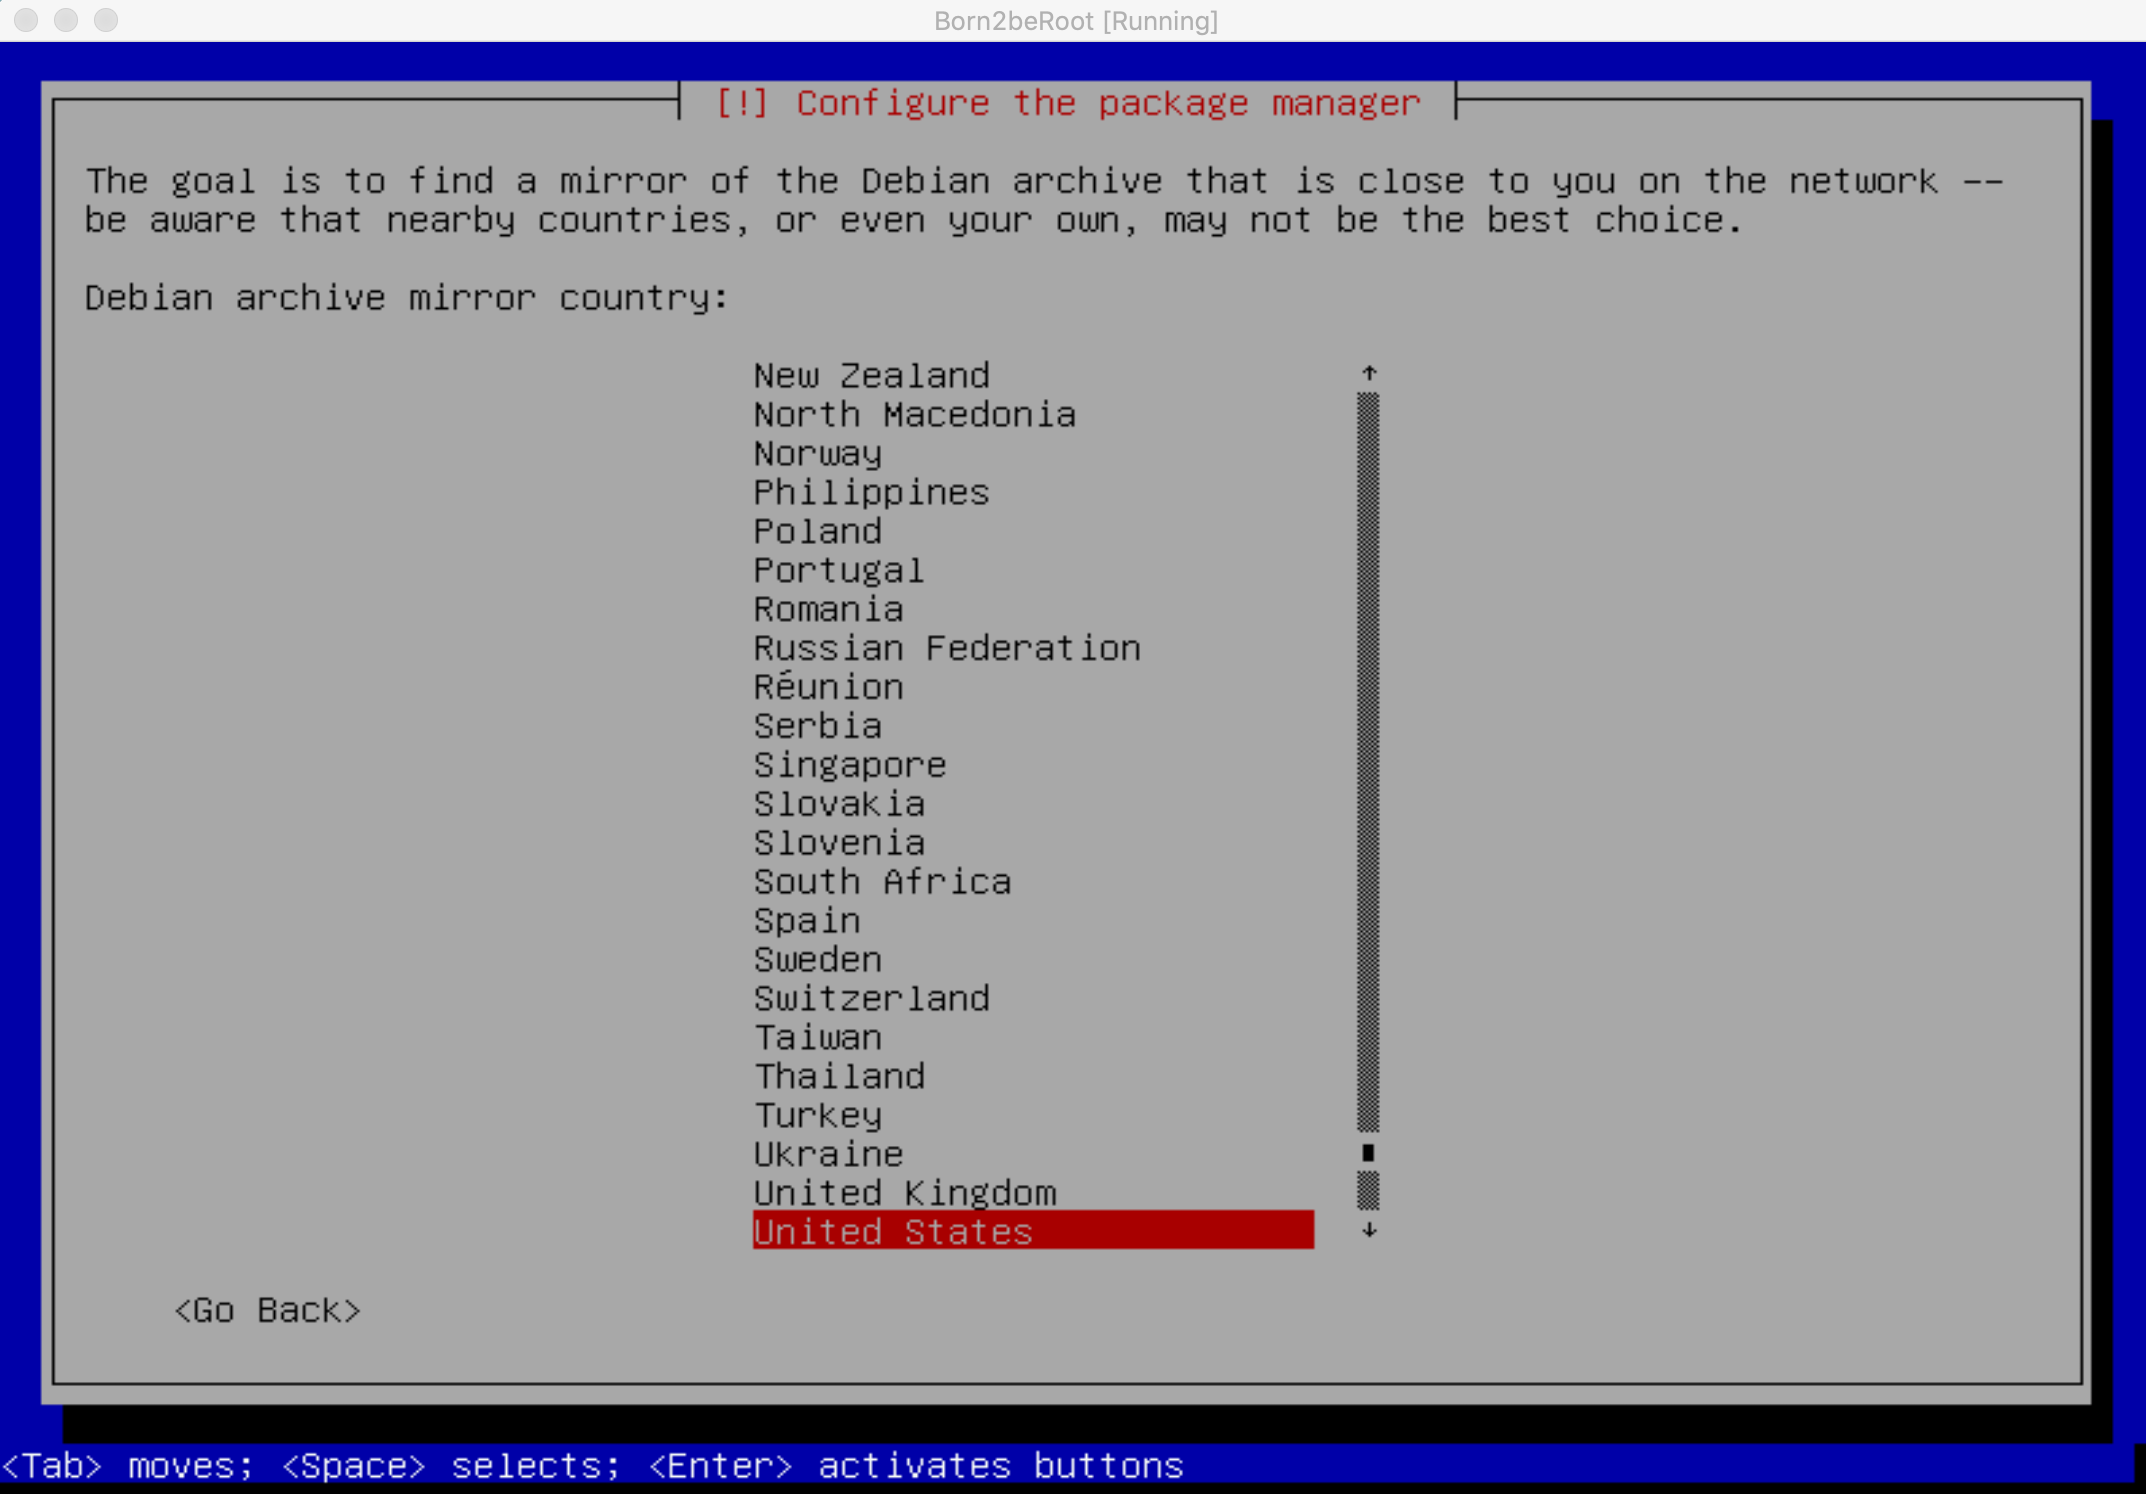 Born2beRoot [Running]
[!] Configure the package manager
The goal is to find a mirror of the Debian archive that is close to you on the network --
be aware that nearby countries, or even your own, may not be the best choice.
Debian archive mirror country:
New Zealand
North Macedonia
Norway
Philippines
Poland
Portugal
Romania
Russian Federation
Réunion
Serbia
Singapore
Slovakia
Slovenia
South Africa
Spain
Sweden
Switzerland
Taiwan
Thailand
Turkey
Ukraine
United Kingdom
United States
<Go Back>
<Tab> moves; <Space> selects; <Enter> activates buttons